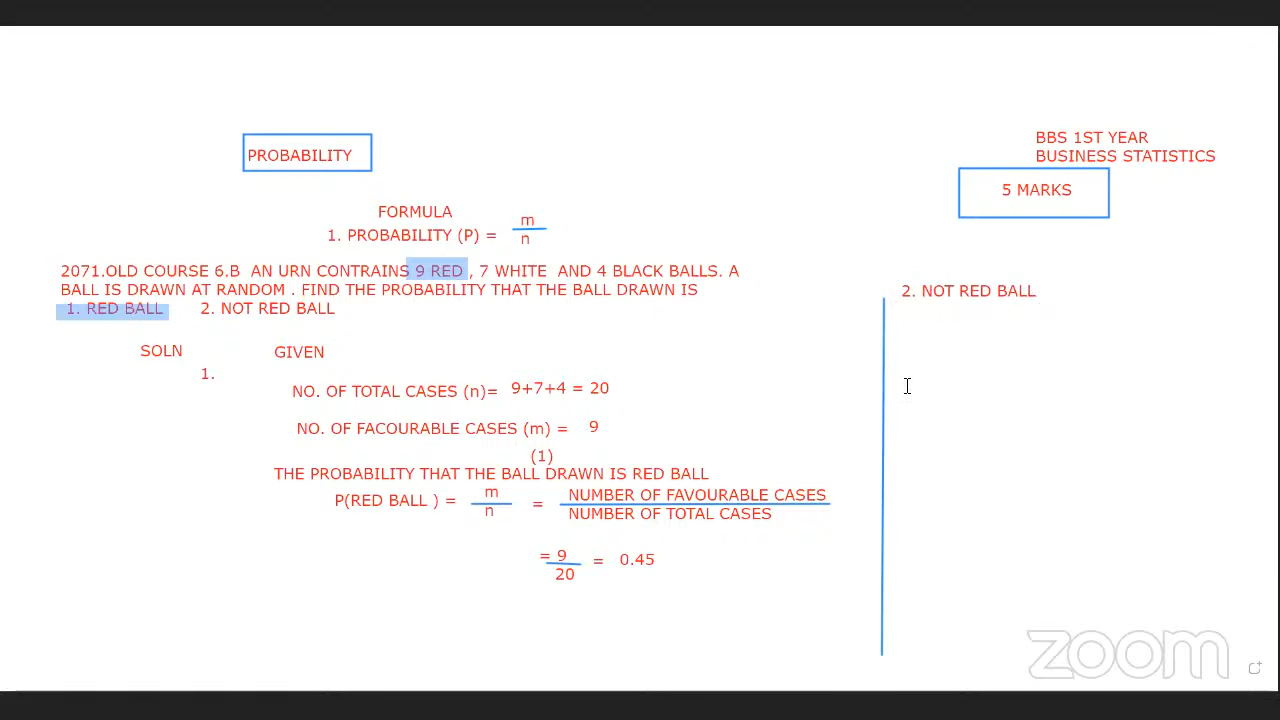 PROBABILITY
BBS 1ST YEAR
BUSINESS STATISTICS
5 MARKS
FORMULA
1. PROBABILITY (P) = m
n
2071.OLD COURSE 6.B AN URN CONTRAINS 9 RED , 7 WHITE AND 4 BLACK BALLS. A
BALL IS DRAWN AT RANDOM . FIND THE PROBABILITY THAT THE BALL DRAWN IS
1. RED BALL 2. NOT RED BALL
SOLN GIVEN
1.
NO. OF TOTAL CASES (n)= 9+7+4 = 20
NO. OF FACOURABLE CASES (m) = 9
(1)
THE PROBABILITY THAT THE BALL DRAWN IS RED BALL
P(RED BALL ) = m = NUMBER OF FAVOURABLE CASES
n NUMBER OF TOTAL CASES
= 9 = 0.45
20
2. NOT RED BALL
zoom